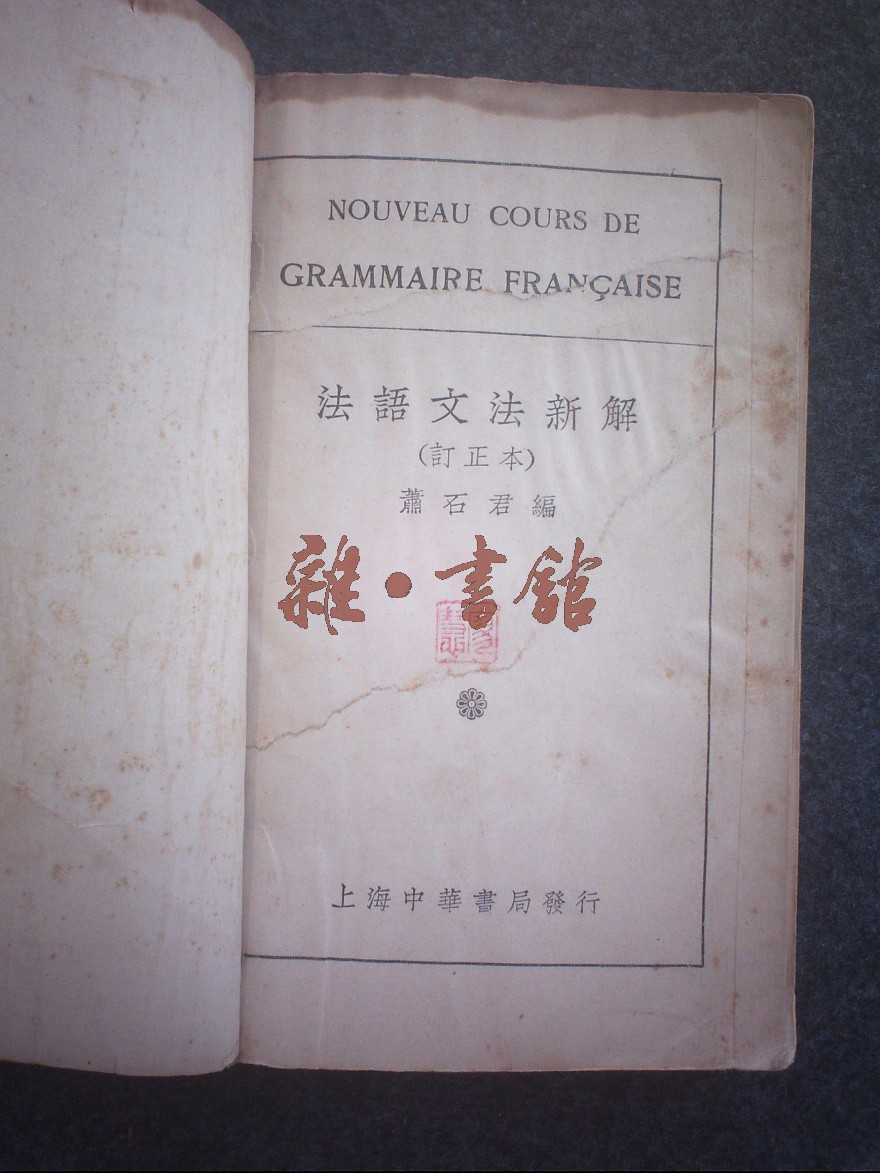 NOUVEAU COURS DE
GRAMMAIRE FRANÇAISE
法語文法新解
(訂正本)
蕭石君編
雜·書館
上海中華書局發行